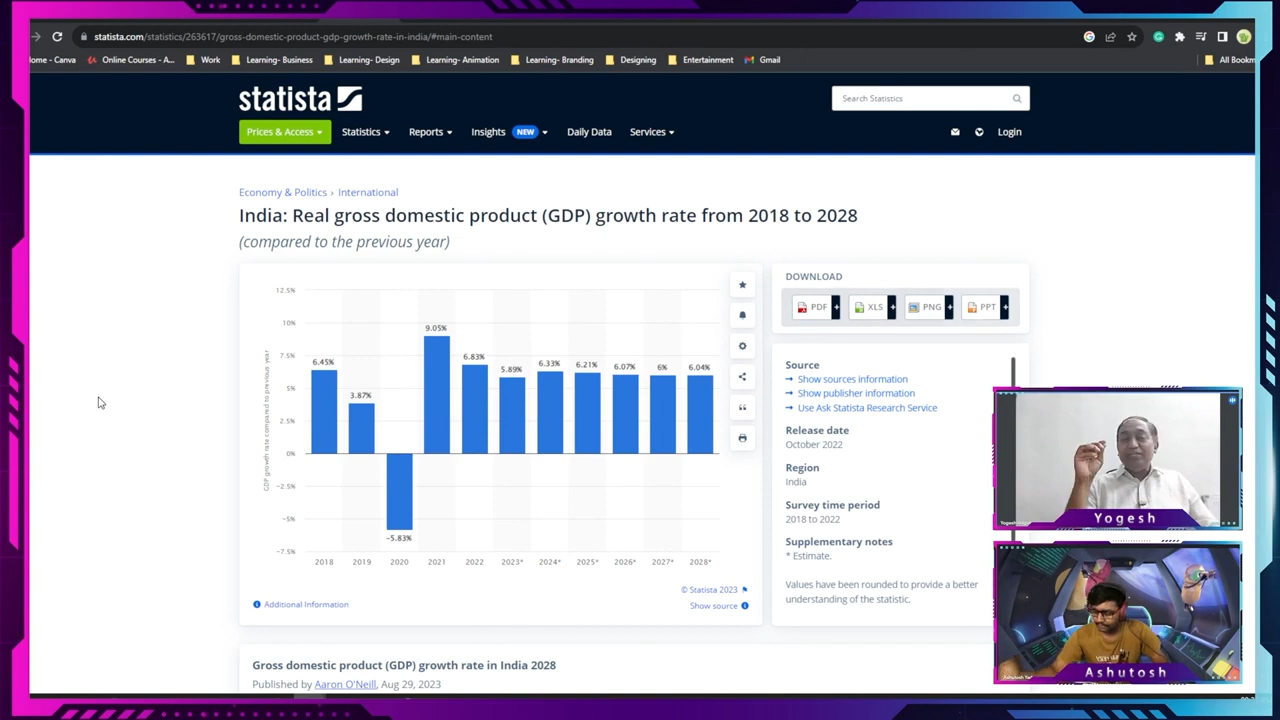 statista.com/statistics/263617/gross-domestic-product-gdp-growth-rate-in-india/#main-content
ome - Canva Online Courses - A... Work Learning- Business Learning- Design Learning- Animation Learning- Branding Designing Entertainment Gmail All Bookm
statista
Search Statistics
Prices & Access Statistics Reports Insights NEW Daily Data Services Login
Economy & Politics › International
India: Real gross domestic product (GDP) growth rate from 2018 to 2028
(compared to the previous year)
GDP growth rate compared to previous year
12.5%
10%
7.5%
5%
2.5%
0%
-2.5%
-5%
-7.5%
6.45% 3.87% -5.83% 9.05% 6.83% 5.89% 6.33% 6.21% 6.07% 6% 6.04%
2018 2019 2020 2021 2022 2023* 2024* 2025* 2026* 2027* 2028*
© Statista 2023
Additional Information
Show source
DOWNLOAD
PDF + XLS + PNG + PPT +
Source
→ Show sources information
→ Show publisher information
→ Use Ask Statista Research Service
Release date
October 2022
Region
India
Survey time period
2018 to 2022
Supplementary notes
* Estimate.
Values have been rounded to provide a better
understanding of the statistic.
Yogesh
Ashutosh
Gross domestic product (GDP) growth rate in India 2028
Published by Aaron O'Neill, Aug 29, 2023